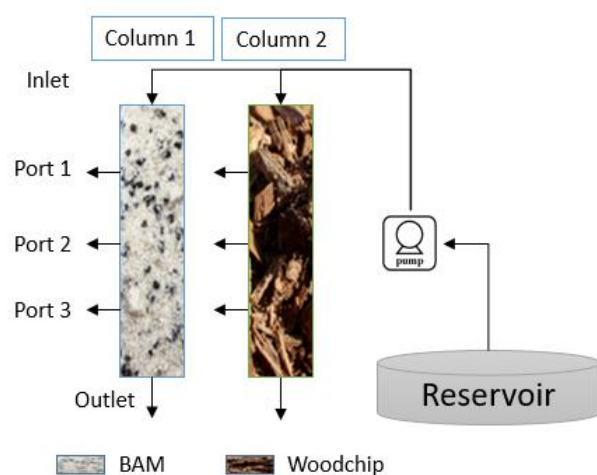 Column 1
Column 2
Inlet
Port 1
Port 2
pump
Port 3
Reservoir
Outlet
BAM
Woodchip